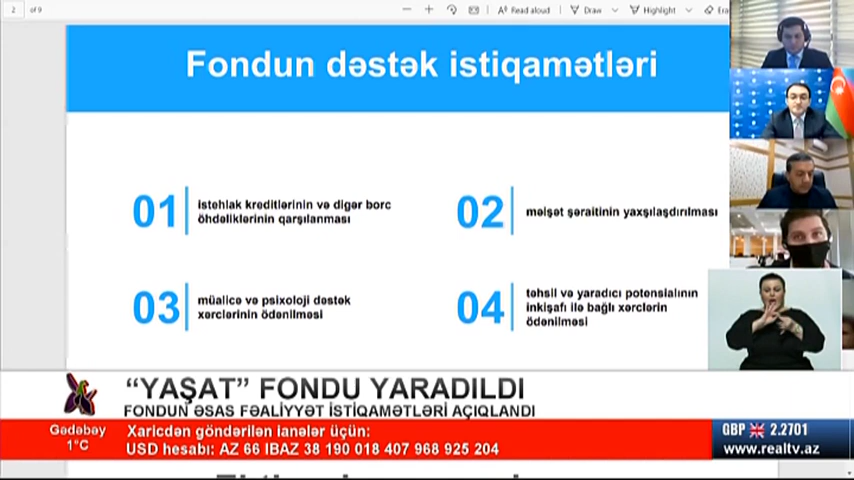 2 of 9
Read aloud
Draw
Highlight
Fondun dəstək istiqamətləri
01
istehlak kreditlərinin və digər borc
öhdəliklərinin qarşılanması
02
məişət şəraitinin yaxşılaşdırılması
03
müalicə və psixoloji dəstək
xərclərinin ödənilməsi
04
təhsil və yaradıcı potensialının
inkişafı ilə bağlı xərclərin
ödənilməsi
“YAŞAT” FONDU YARADILDI
FONDUN ƏSAS FƏALİYYƏT İSTİQAMƏTLƏRİ AÇIQLANDI
Gədəbəy
1°C
Xaricdən göndərilən ianələr üçün:
USD hesabı: AZ 66 IBAZ 38 190 018 407 968 925 204
GBP 2.2701
www.realtv.az